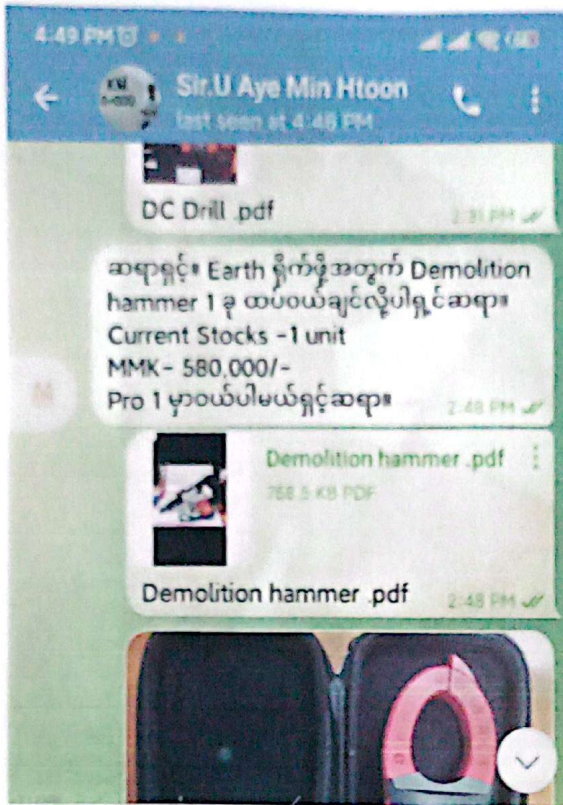 4:49 PM
Sir.U Aye Min Htoon
last seen at 4:46 PM
DC Drill .pdf
2:31 PM
ဆရာရှင့်။ Earth ရိုက်ဖို့အတွက် Demolition
hammer 1 ခု ထပ်ဝယ်ချင်လို့ပါရှင်ဆရာ။
Current Stocks -1 unit
MMK- 580,000/-
Pro 1 မှာဝယ်ပါမယ်ရှင့်ဆရာ။
2:48 PM
Demolition hammer .pdf
768.5 KB PDF
Demolition hammer .pdf
2:48 PM